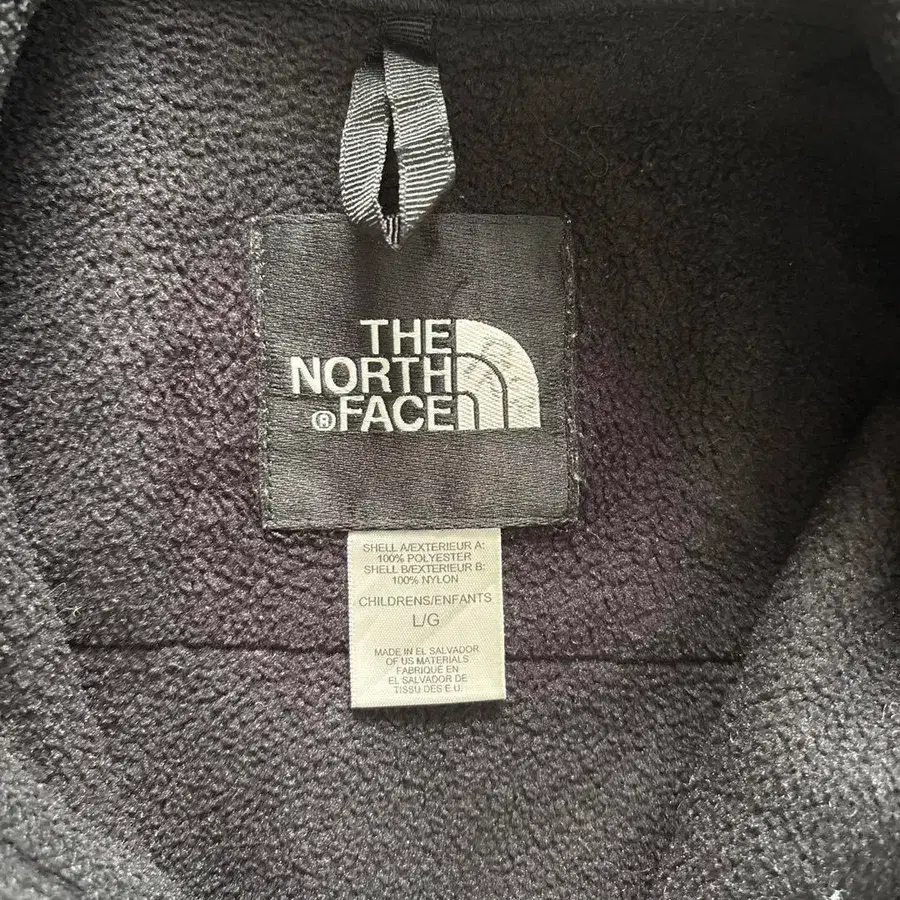 THE
NORTH
® FACE
SHELL A/EXTERIEUR A:
100% POLYESTER
SHELL B/EXTERIEUR B:
100% NYLON
CHILDRENS/ENFANTS
L/G
MADE IN EL SALVADOR
OF US MATERIALS
FABRIQUÉ EN
EL SALVADOR DE
TISSU DES E.U.